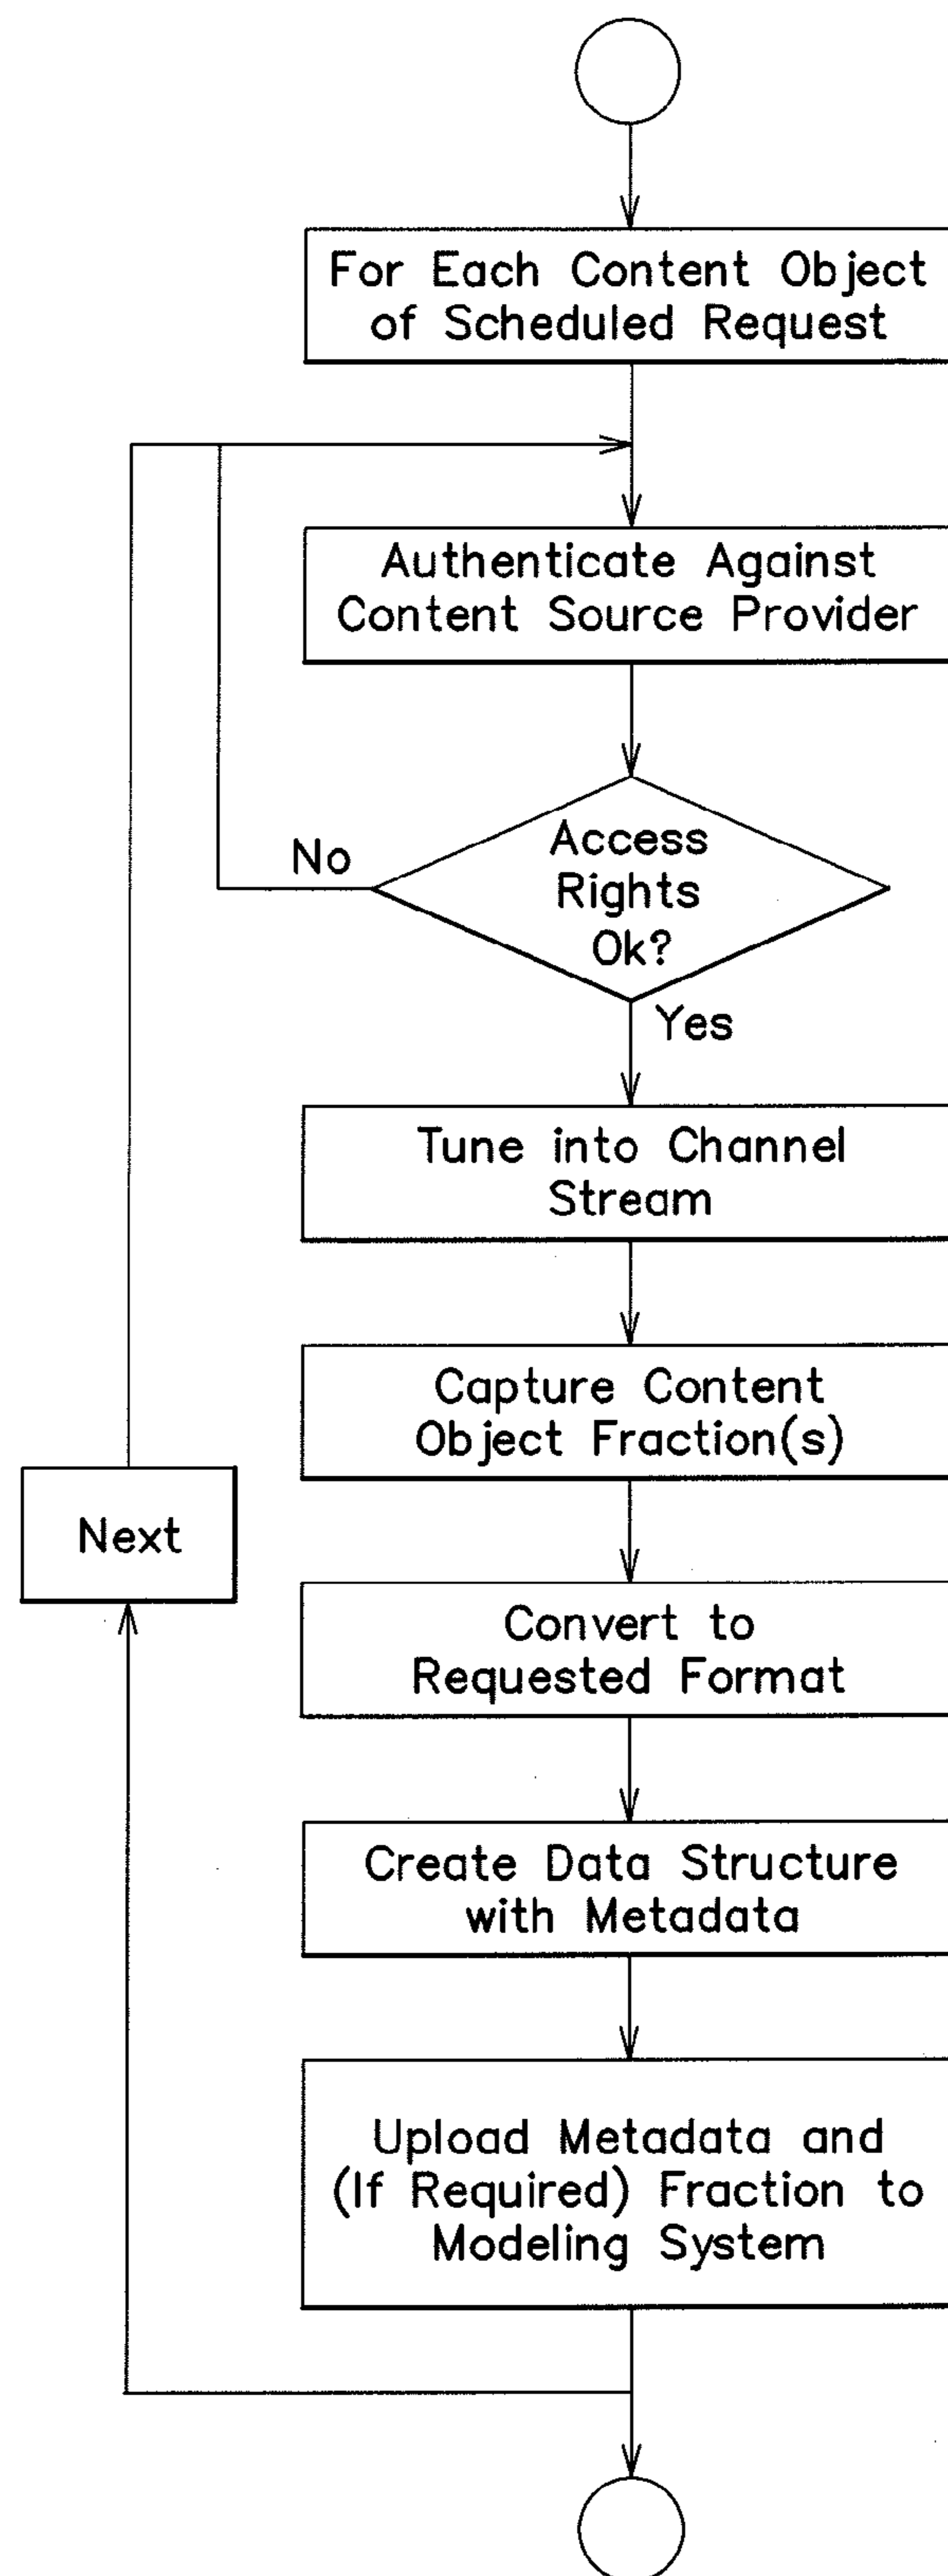 For Each Content Object
of Scheduled Request
Authenticate Against
Content Source Provider
No
Access
Rights
Ok?
Yes
Tune into Channel
Stream
Capture Content
Object Fraction(s)
Next
Convert to
Requested Format
Create Data Structure
with Metadata
Upload Metadata and
(If Required) Fraction to
Modeling System